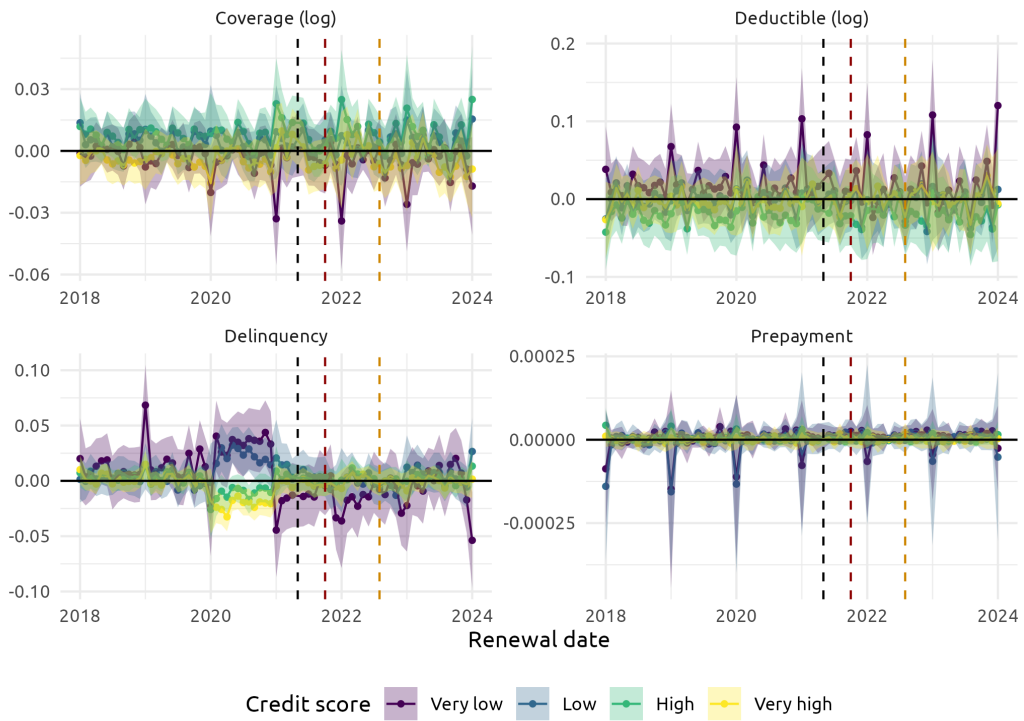 Coverage (log)
Deductible (log)
0.03
0.00
-0.03
-0.06
2018 2020 2022 2024
0.2
0.1
0.0
-0.1
2018 2020 2022 2024
Delinquency
Prepayment
0.10
0.05
0.00
-0.05
-0.10
2018 2020 2022 2024
0.00025
0.00000
-0.00025
2018 2020 2022 2024
Renewal date
Credit score Very low Low High Very high